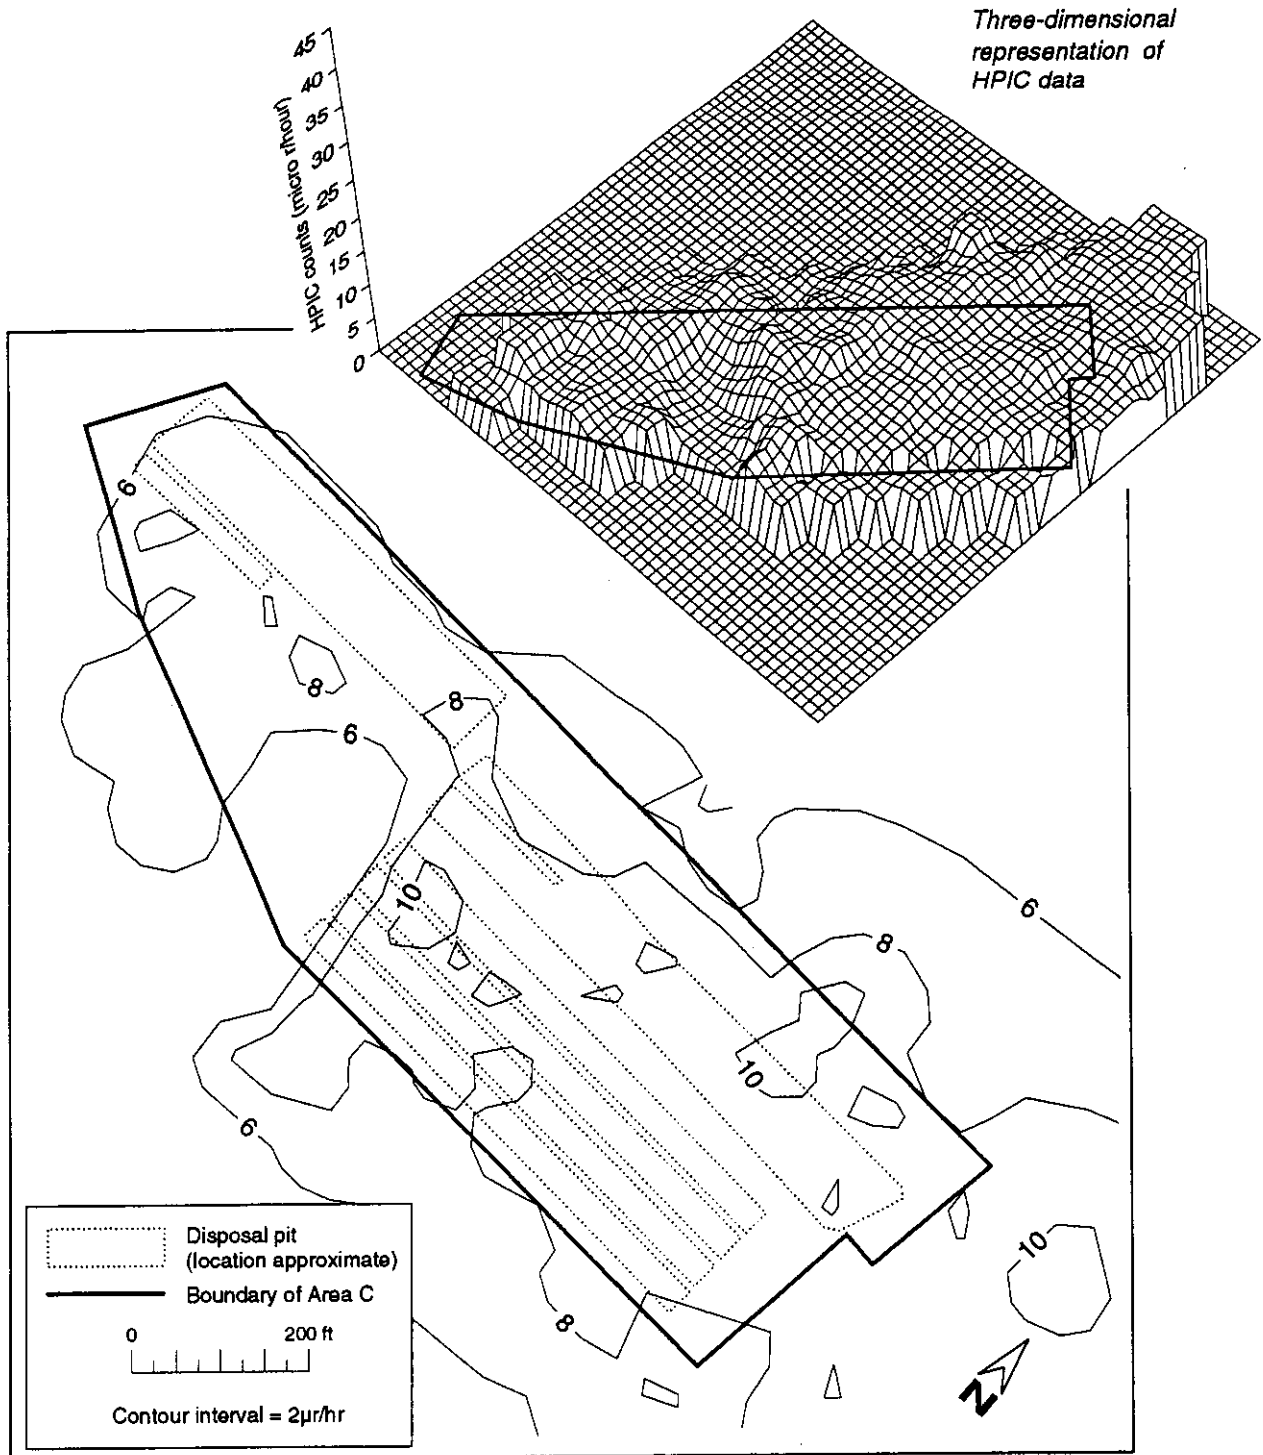 Three-dimensional
representation of
HPIC data
45
40
35
30
25
20
15
10
5
0
HPIC counts (micro r/hour)
6
8
8
6
10
6
8
10
6
10
8
Disposal pit
(location approximate)
Boundary of Area C
0 200 ft
Contour interval = 2µr/hr
N